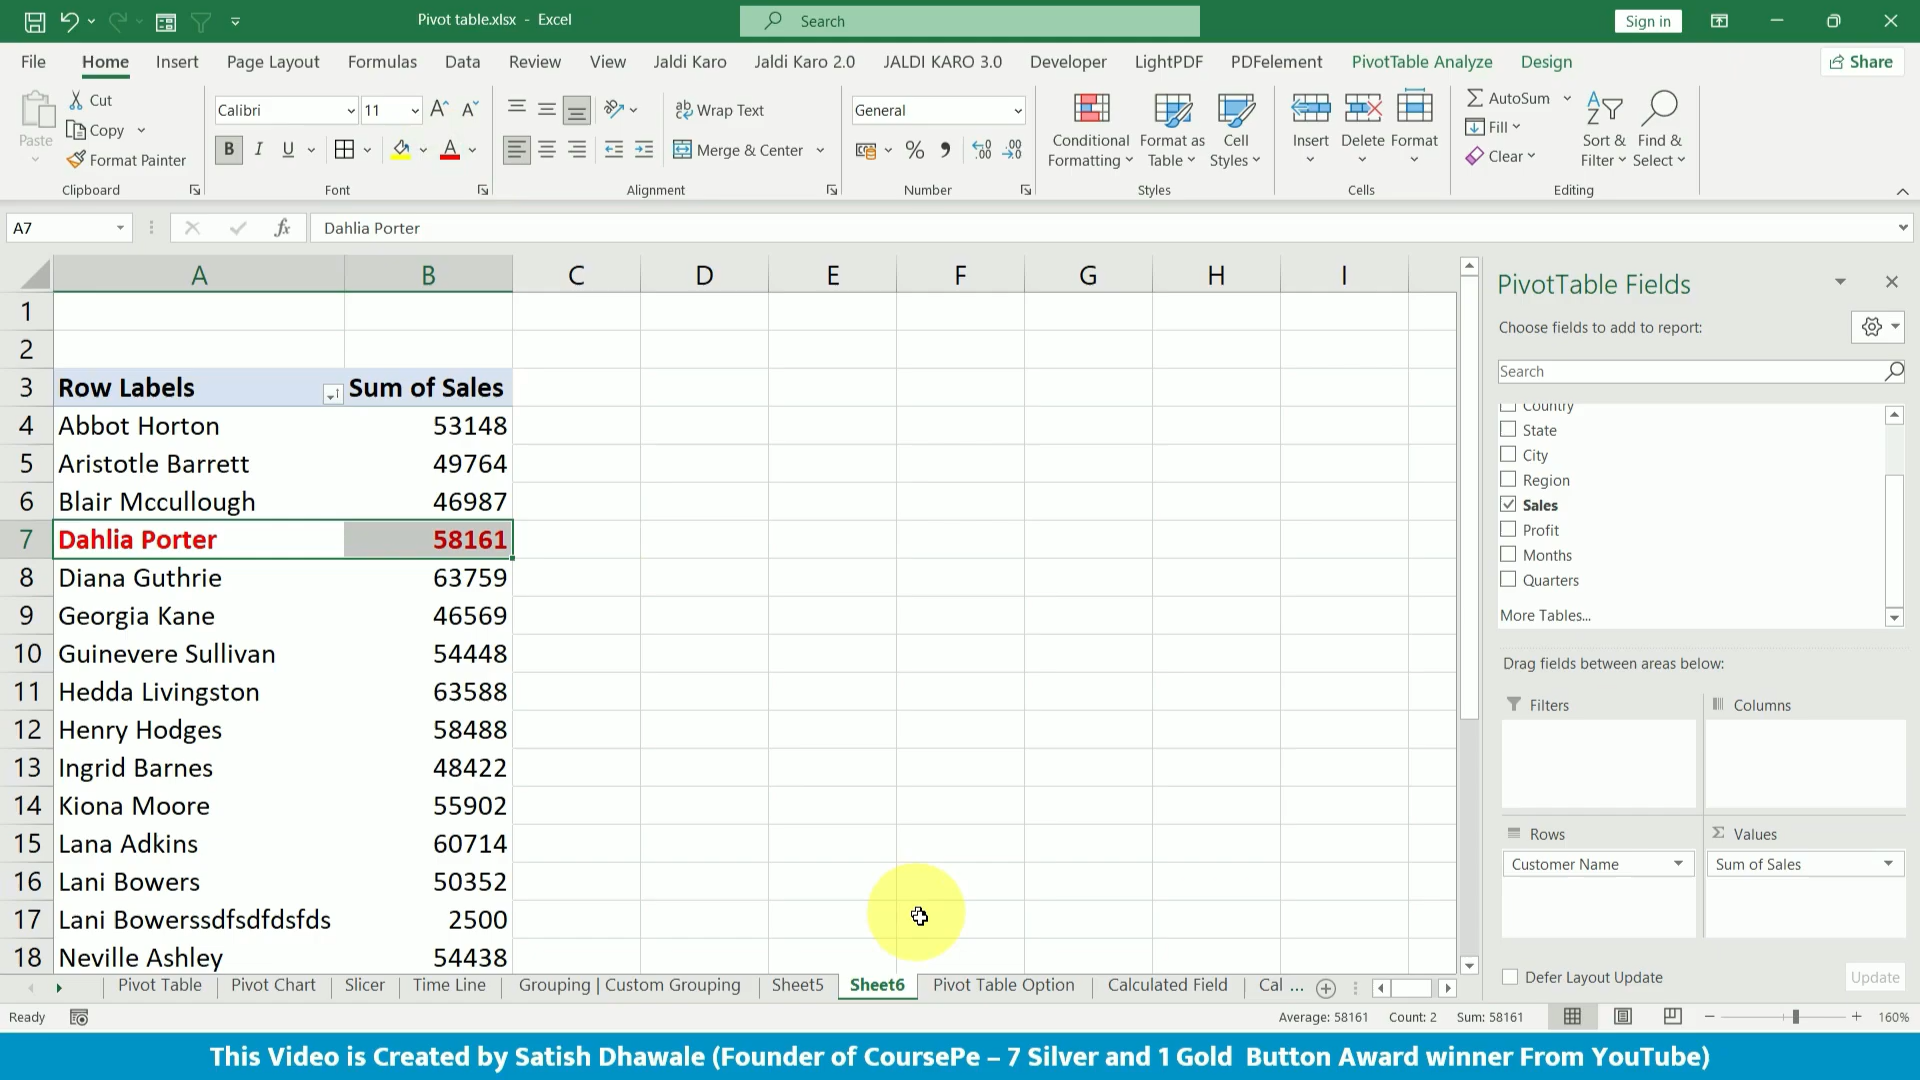 Pivot table.xlsx - Excel
Search
Sign in
File Home Insert Page Layout Formulas Data Review View Jaldi Karo Jaldi Karo 2.0 JALDI KARO 3.0 Developer LightPDF PDFelement PivotTable Analyze Design Share
Paste
Cut
Copy
Format Painter
Clipboard
Calibri 11
B I U
Font
Wrap Text
Merge & Center
Alignment
General
Number
Conditional Formatting
Format as Table
Cell Styles
Styles
Insert Delete Format
Cells
AutoSum
Fill
Clear
Sort & Filter
Find & Select
Editing
A7 fx Dahlia Porter
A B C D E F G H I
1
2
3 Row Labels Sum of Sales
4 Abbot Horton 53148
5 Aristotle Barrett 49764
6 Blair Mccullough 46987
7 Dahlia Porter 58161
8 Diana Guthrie 63759
9 Georgia Kane 46569
10 Guinevere Sullivan 54448
11 Hedda Livingston 63588
12 Henry Hodges 58488
13 Ingrid Barnes 48422
14 Kiona Moore 55902
15 Lana Adkins 60714
16 Lani Bowers 50352
17 Lani Bowerssdfsdfdsfds 2500
18 Neville Ashley 54438
PivotTable Fields
Choose fields to add to report:
Search
Country
State
City
Region
Sales
Profit
Months
Quarters
More Tables...
Drag fields between areas below:
Filters Columns
Rows Values
Customer Name Sum of Sales
Defer Layout Update Update
Pivot Table Pivot Chart Slicer Time Line Grouping | Custom Grouping Sheet5 Sheet6 Pivot Table Option Calculated Field Cal ...
Ready Average: 58161 Count: 2 Sum: 58161 160%
This Video is Created by Satish Dhawale (Founder of CoursePe – 7 Silver and 1 Gold Button Award winner From YouTube)